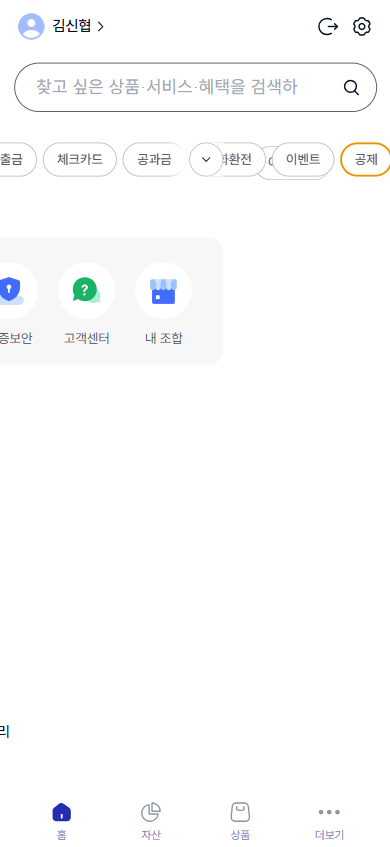 김신협
찾고 싶은 상품·서비스·혜택을 검색하
출금 체크카드 공과금 화환전 이벤트 공제
증보안 고객센터 내 조합
리
홈 자산 상품 더보기